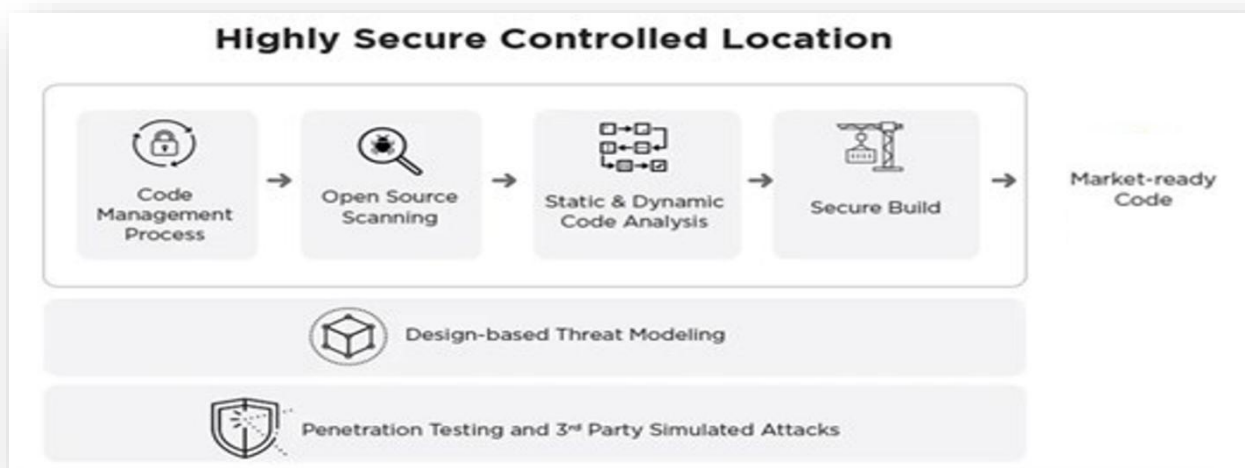 Highly Secure Controlled Location
Code
Management
Process
Open Source
Scanning
Static & Dynamic
Code Analysis
Secure Build
Market-ready
Code
Design-based Threat Modeling
Penetration Testing and 3rd Party Simulated Attacks